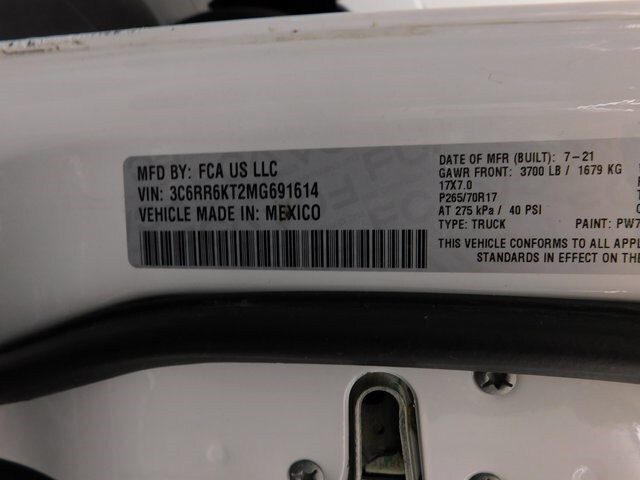 MFD BY: FCA US LLC
VIN: 3C6RR6KT2MG691614
VEHICLE MADE IN: MEXICO
DATE OF MFR (BUILT): 7-21
GAWR FRONT: 3700 LB / 1679 KG
17X7.0
P265/70R17
AT 275 kPa / 40 PSI
TYPE: TRUCK PAINT: PW7
THIS VEHICLE CONFORMS TO ALL APPL
STANDARDS IN EFFECT ON THE